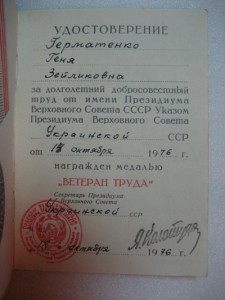 УДОСТОВЕРЕНИЕ
Герматенко
Геня
Зейликовна
за долголетний добросовестный
труд от имени Президиума
Верховного Совета СССР Указом
Президиума Верховного Совета
Украинской ССР
от 18 октября 1976 г.
награжден медалью
„ВЕТЕРАН ТРУДА“
Секретарь Президиума
Верховного Совета
Украинской ССР
октября 1976 г.